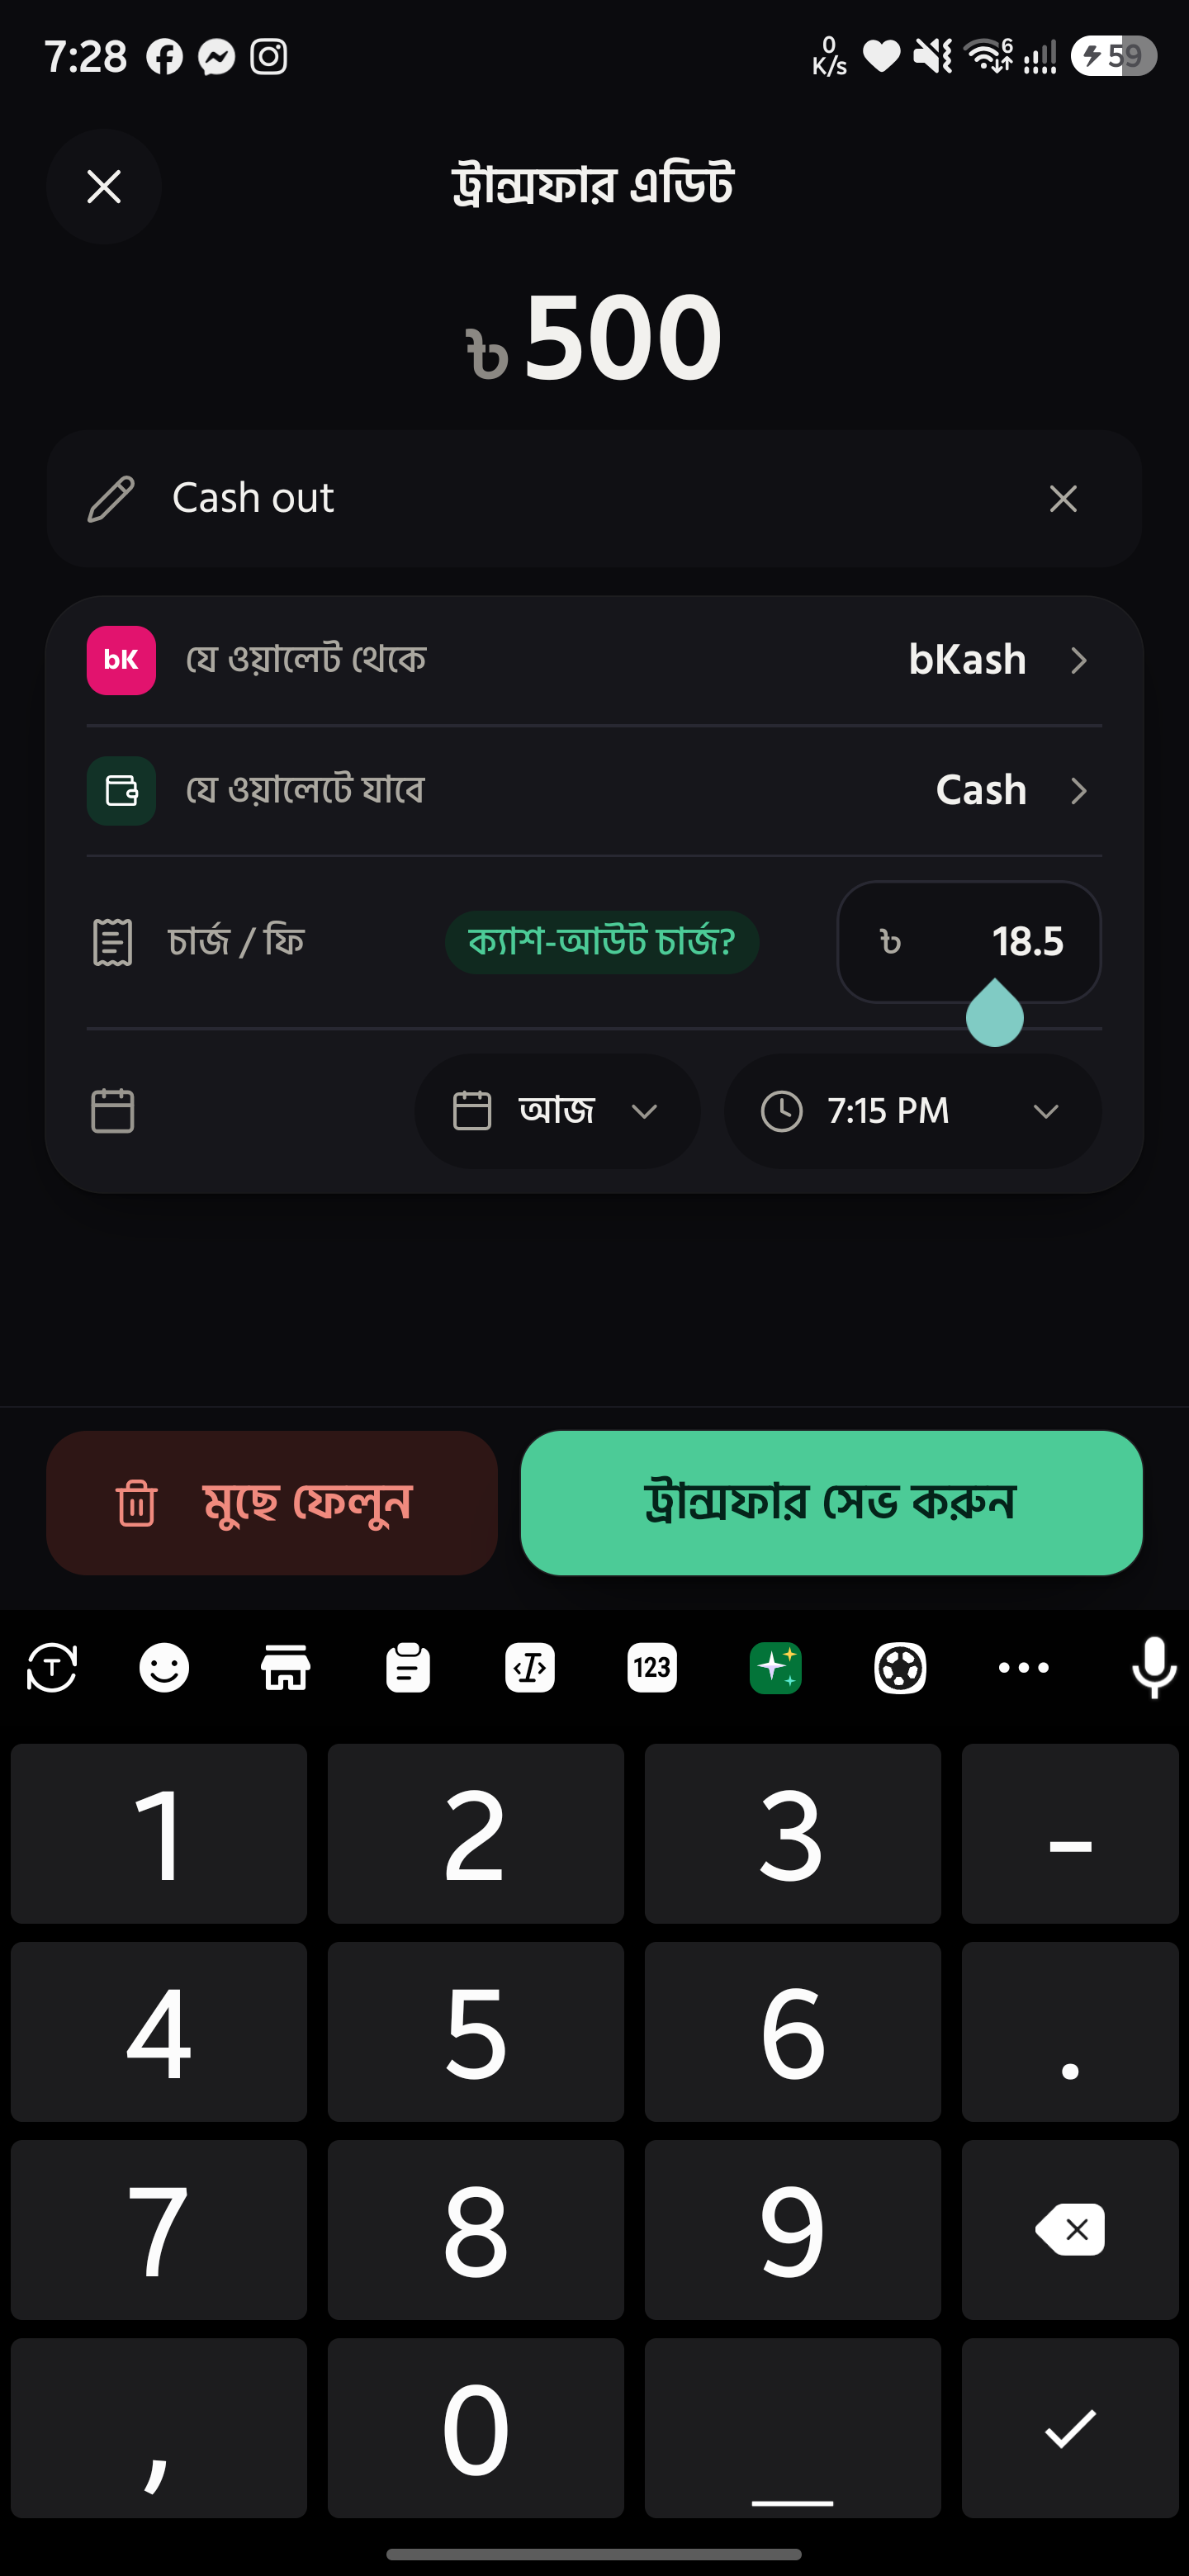 7:28
0
K/s
6
59
ট্রান্সফার এডিট
৳ 500
Cash out
bK যে ওয়ালেট থেকে bKash
যে ওয়ালেটে যাবে Cash
চার্জ / ফি ক্যাশ-আউট চার্জ? ৳ 18.5
আজ 7:15 PM
মুছে ফেলুন ট্রান্সফার সেভ করুন
T 123
1 2 3 -
4 5 6 .
7 8 9
, 0